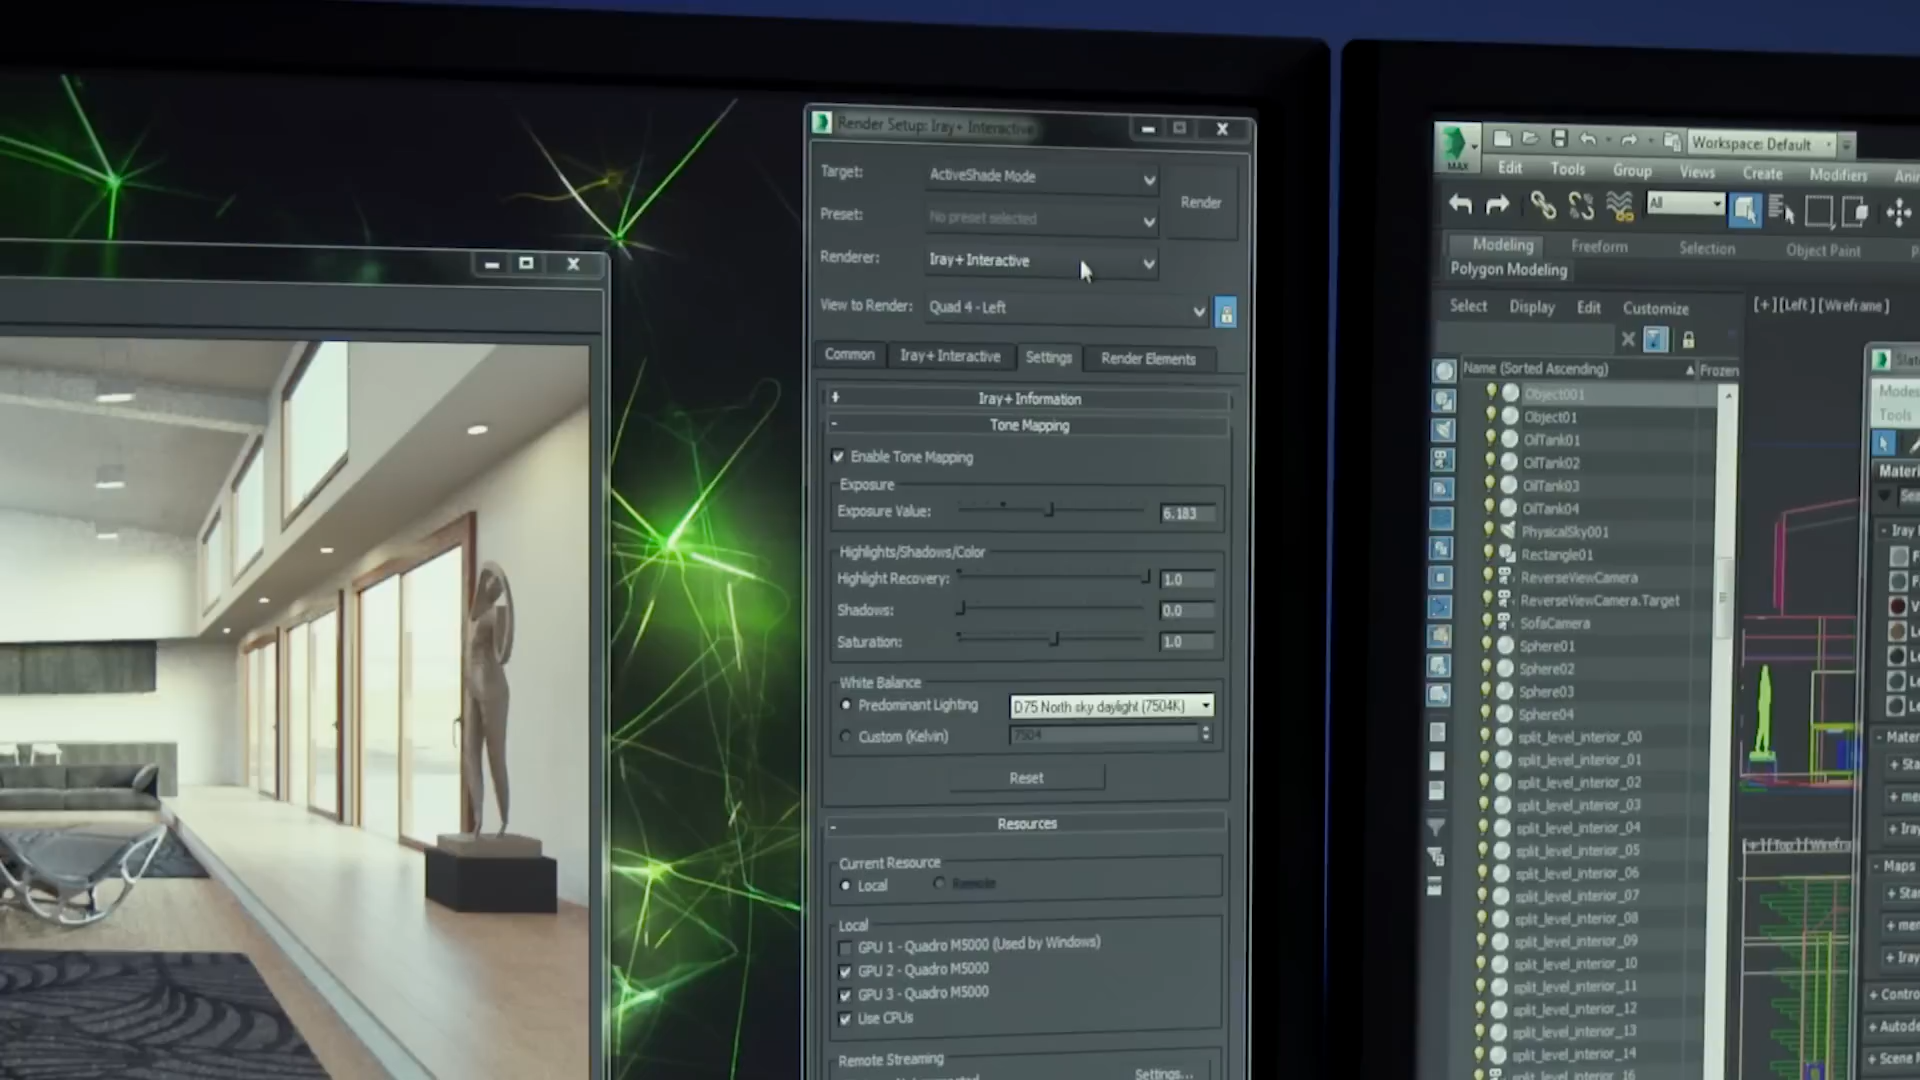 Render Setup: Iray+ Interactive
Target:
ActiveShade Mode
Render
Preset:
No preset selected
Renderer:
Iray+ Interactive
View to Render:
Quad 4 - Left
Common
Iray+ Interactive
Settings
Render Elements
+ Iray+ Information
- Tone Mapping
Enable Tone Mapping
Exposure
Exposure Value:
6.183
Highlights/Shadows/Color
Highlight Recovery:
1.0
Shadows:
0.0
Saturation:
1.0
White Balance
Predominant Lighting
D75 North sky daylight (7504K)
Custom (Kelvin)
7504
Reset
- Resources
Current Resource
Local
Remote
Local
GPU 1 - Quadro M5000 (Used by Windows)
GPU 2 - Quadro M5000
GPU 3 - Quadro M5000
Use CPUs
Remote Streaming
Settings...
MAX
Workspace: Default
Edit Tools Group Views Create Modifiers
All
Modeling Freeform Selection Object Paint
Polygon Modeling
Select Display Edit Customize
Name (Sorted Ascending)
Frozen
Object001
Object01
OilTank01
OilTank02
OilTank03
OilTank04
PhysicalSky001
Rectangle01
ReverseViewCamera
ReverseViewCamera.Target
SofaCamera
Sphere01
Sphere02
Sphere03
Sphere04
split_level_interior_00
split_level_interior_01
split_level_interior_02
split_level_interior_03
split_level_interior_04
split_level_interior_05
split_level_interior_06
split_level_interior_07
split_level_interior_08
split_level_interior_09
split_level_interior_10
split_level_interior_11
split_level_interior_12
split_level_interior_13
split_level_interior_14
split_level_interior_16
[+][Left][Wireframe]
Modes
Tools
- Iray
- Maps
+ Iray